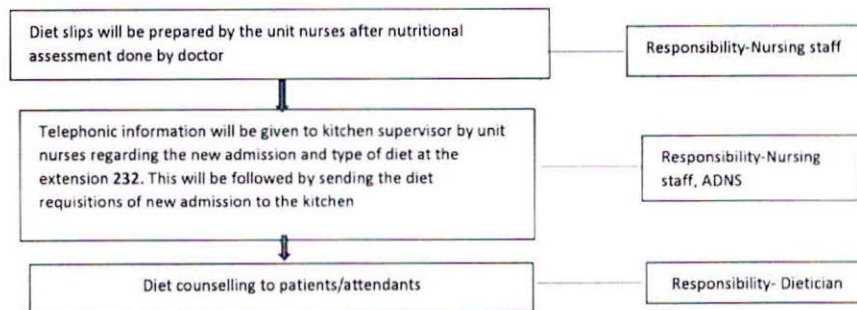 Diet slips will be prepared by the unit nurses after nutritional
assessment done by doctor
Responsibility-Nursing staff
Telephonic information will be given to kitchen supervisor by unit
nurses regarding the new admission and type of diet at the
extension 232. This will be followed by sending the diet
requisitions of new admission to the kitchen
Responsibility-Nursing
staff, ADNS
Diet counselling to patients/attendants
Responsibility- Dietician